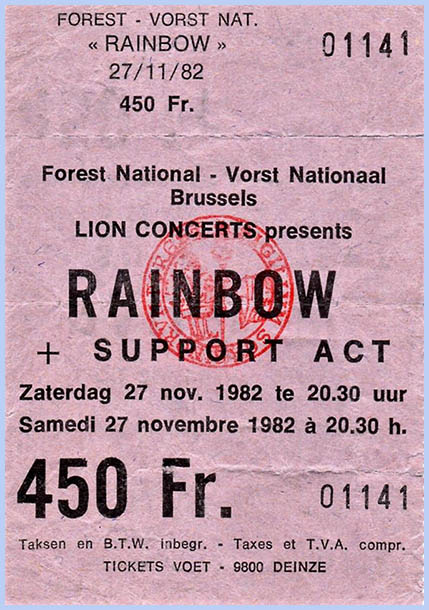 FOREST - VORST NAT.
« RAINBOW »
01141
27/11/82
450 Fr.
Forest National - Vorst Nationaal
Brussels
LION CONCERTS presents
RAINBOW
+ SUPPORT ACT
Zaterdag 27 nov. 1982 te 20.30 uur
Samedi 27 novembre 1982 à 20.30 h.
450 Fr.
01141
Taksen en B.T.W. inbegr. - Taxes et T.V.A. compr.
TICKETS VOET - 9800 DEINZE